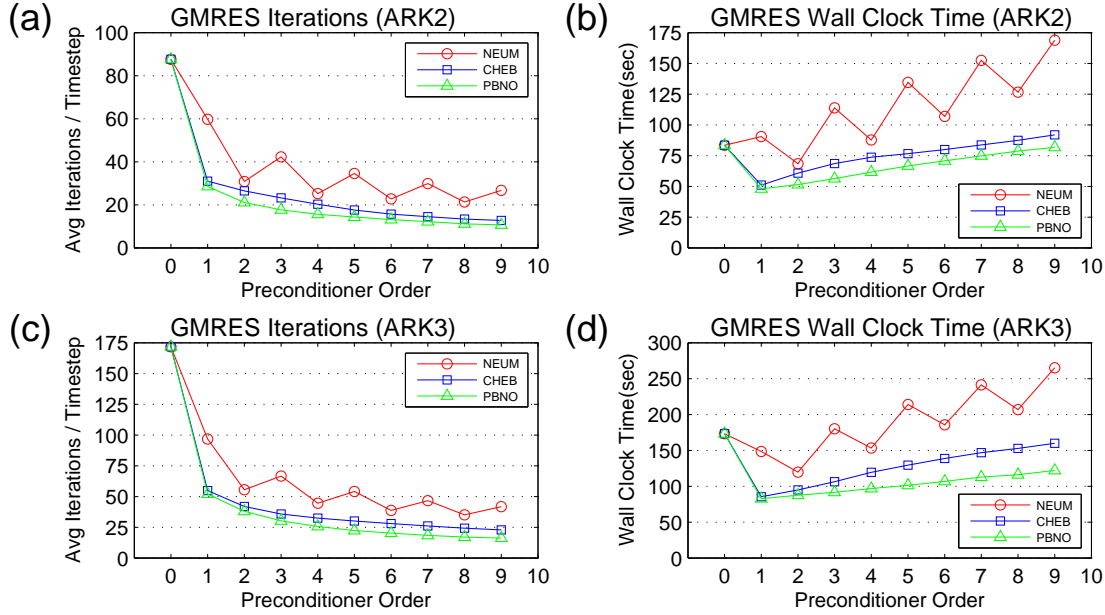 (a)
GMRES Iterations (ARK2)
100
80
60
40
20
0
Avg Iterations / Timestep
NEUM
CHEB
PBNO
0 1 2 3 4 5 6 7 8 9 10
Preconditioner Order
(b)
GMRES Wall Clock Time (ARK2)
175
150
125
100
75
50
25
0
Wall Clock Time(sec)
NEUM
CHEB
PBNO
0 1 2 3 4 5 6 7 8 9 10
Preconditioner Order
(c)
GMRES Iterations (ARK3)
175
150
125
100
75
50
25
0
Avg Iterations / Timestep
NEUM
CHEB
PBNO
0 1 2 3 4 5 6 7 8 9 10
Preconditioner Order
(d)
GMRES Wall Clock Time (ARK3)
300
250
200
150
100
50
0
Wall Clock Time(sec)
NEUM
CHEB
PBNO
0 1 2 3 4 5 6 7 8 9 10
Preconditioner Order